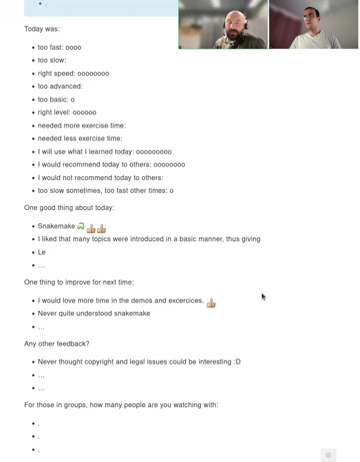 .
Today was:
too fast: oooo
too slow:
right speed: oooooooo
too advanced:
too basic: o
right level: oooooo
needed more exercise time:
needed less exercise time:
I will use what I learned today: ooooooooo
I would recommend today to others: oooooooo
I would not recommend today to others:
too slow sometimes, too fast other times: o
One good thing about today:
Snakemake
I liked that many topics were introduced in a basic manner, thus giving
Le
...
One thing to improve for next time:
I would love more time in the demos and excercices.
Never quite understood snakemake
...
Any other feedback?
Never thought copyright and legal issues could be interesting :D
...
...
For those in groups, how many people are you watching with:
.
.
.